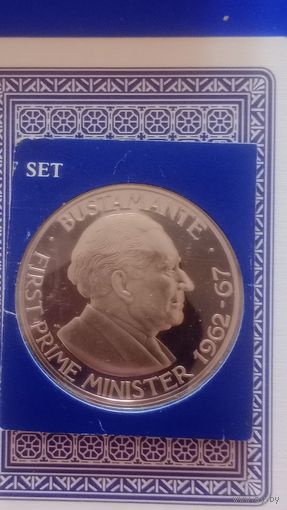 SET
· BUSTAMANTE ·
FIRST PRIME MINISTER 1962-67